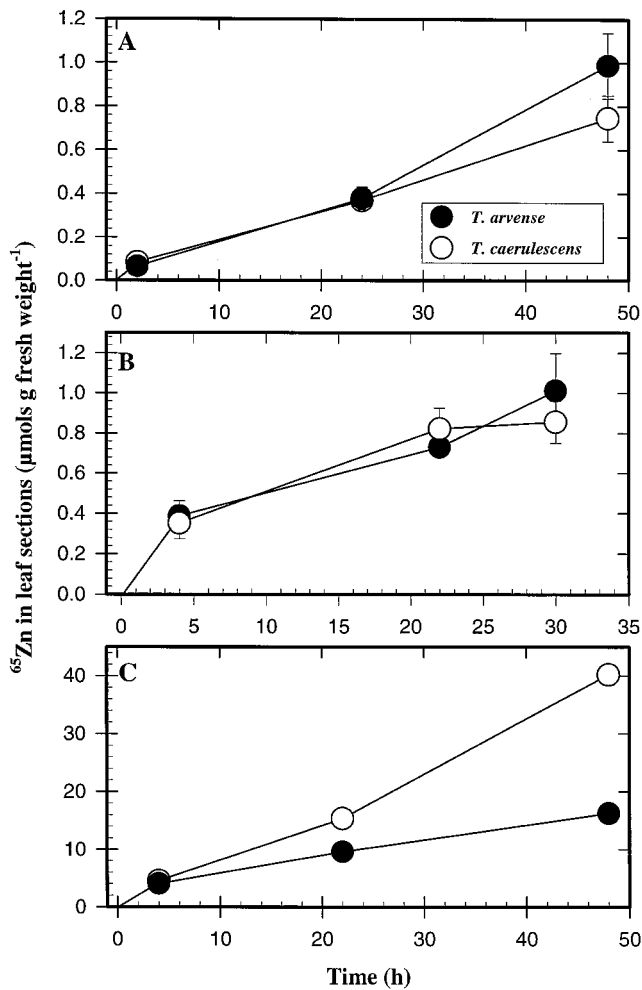 ⁶⁵Zn in leaf sections (µmols g fresh weight⁻¹)
A
1.2
1.0
0.8
0.6
0.4
0.2
0.0
T. arvense
T. caerulescens
0 10 20 30 40 50
B
1.2
1.0
0.8
0.6
0.4
0.2
0.0
0 5 10 15 20 25 30 35
C
40
30
20
10
0
0 10 20 30 40 50
Time (h)